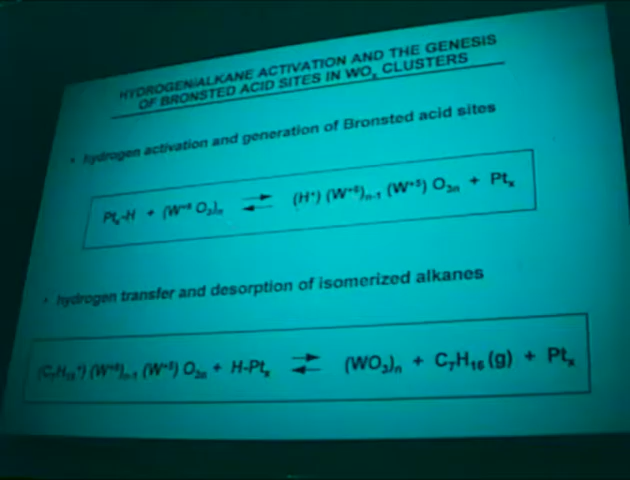 HYDROGEN/ALKANE ACTIVATION AND THE GENESIS
OF BRONSTED ACID SITES IN WOₓ CLUSTERS
• hydrogen activation and generation of Bronsted acid sites
Ptₓ-H + (W⁺⁶ O₃)ₙ ⇄ (H⁺) (W⁺⁶)ₙ₋₁ (W⁺⁵) O₃ₙ + Ptₓ
• hydrogen transfer and desorption of isomerized alkanes
(C₇H₁₅⁺) (W⁺⁶)ₙ₋₁ (W⁺⁵) O₃ₙ + H-Ptₓ ⇄ (WO₃)ₙ + C₇H₁₆ (g) + Ptₓ